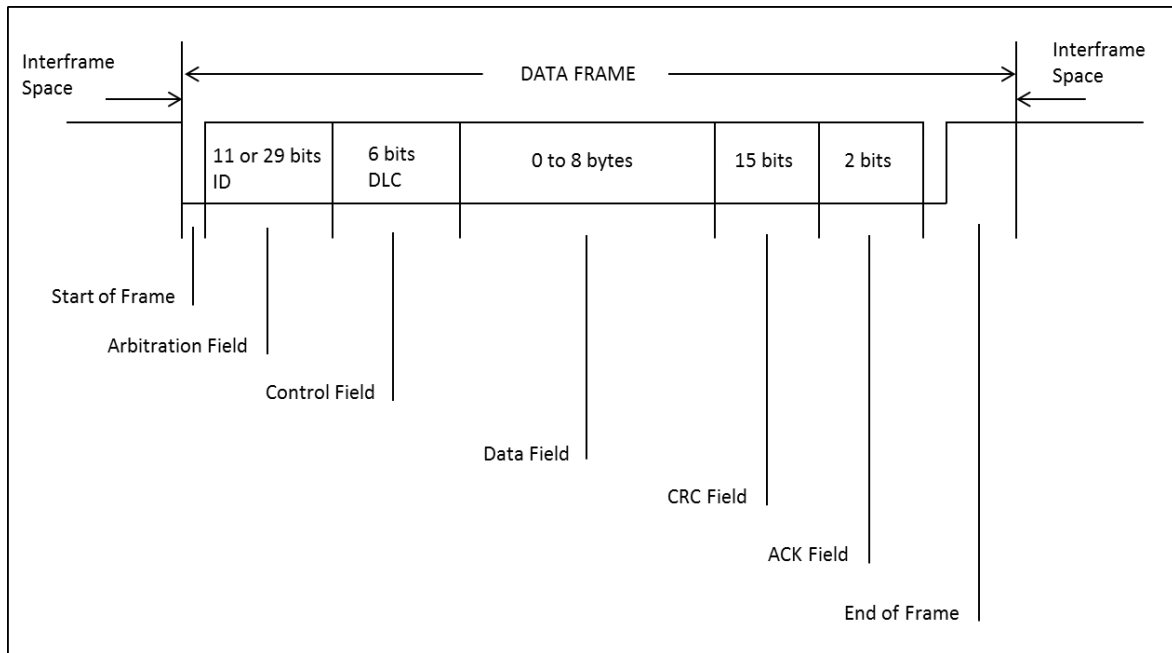 Interframe
Space
DATA FRAME
Interframe
Space
11 or 29 bits
ID
6 bits
DLC
0 to 8 bytes
15 bits
2 bits
Start of Frame
Arbitration Field
Control Field
Data Field
CRC Field
ACK Field
End of Frame